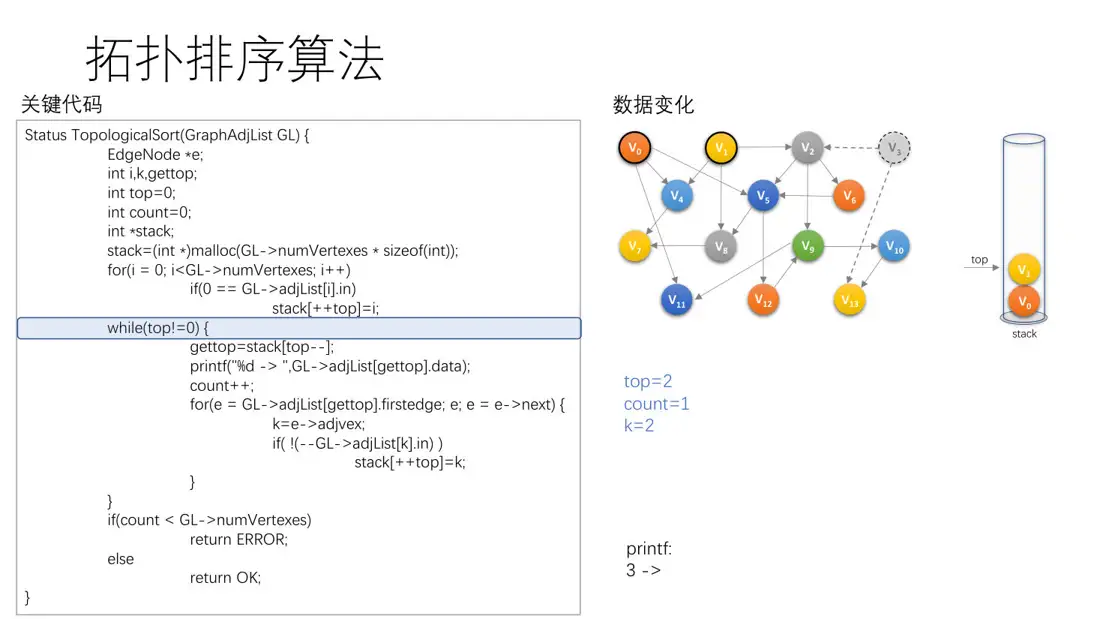 拓扑排序算法
关键代码
Status TopologicalSort(GraphAdjList GL) {
EdgeNode *e;
int i,k,gettop;
int top=0;
int count=0;
int *stack;
stack=(int *)malloc(GL->numVertexes * sizeof(int));
for(i = 0; i<GL->numVertexes; i++)
if(0 == GL->adjList[i].in)
stack[++top]=i;
while(top!=0) {
gettop=stack[top--];
printf("%d -> ",GL->adjList[gettop].data);
count++;
for(e = GL->adjList[gettop].firstedge; e; e = e->next) {
k=e->adjvex;
if( !(--GL->adjList[k].in) )
stack[++top]=k;
}
}
if(count < GL->numVertexes)
return ERROR;
else
return OK;
}
数据变化
V0 V1 V2 V3
V4 V5 V6
V7 V8 V9 V10
V11 V12 V13
top
V1
V0
stack
top=2
count=1
k=2
printf:
3 ->